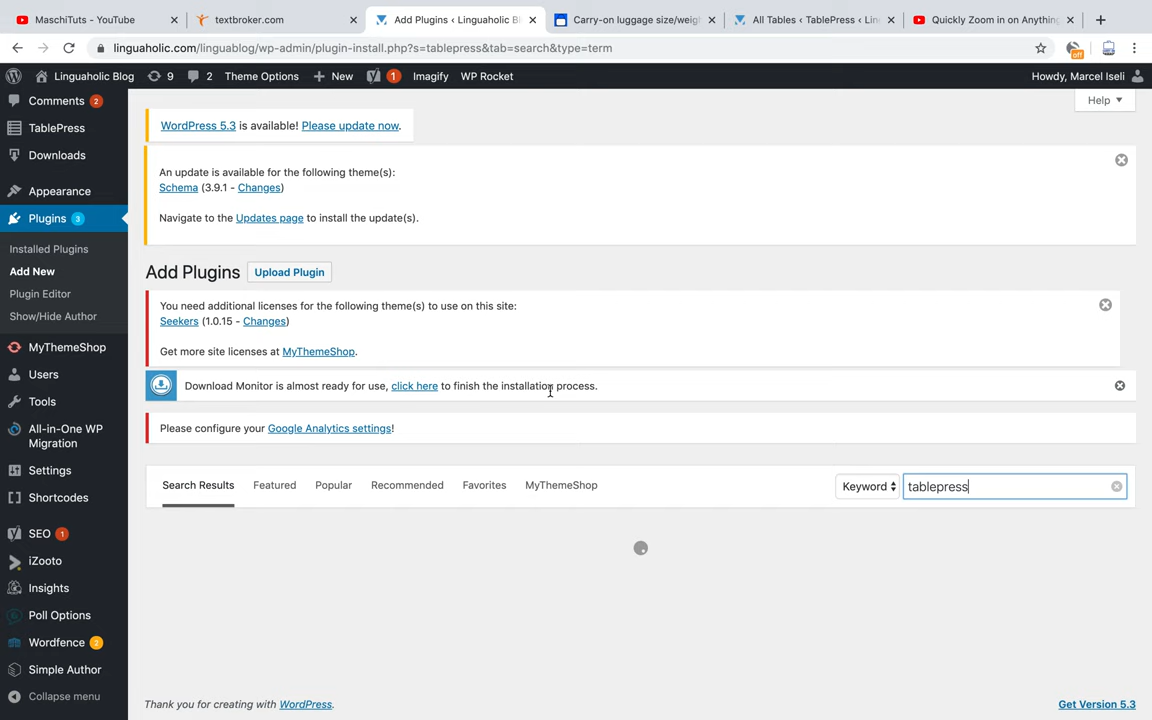 MaschiTuts - YouTube
textbroker.com
Add Plugins ‹ Linguaholic Bl
Carry-on luggage size/weig
All Tables ‹ TablePress ‹ Lin
Quickly Zoom in on Anything
linguaholic.com/linguablog/wp-admin/plugin-install.php?s=tablepress&tab=search&type=term
off
Linguaholic Blog 9 2 Theme Options New 1 Imagify WP Rocket Howdy, Marcel Iseli
Comments 2
TablePress
Downloads
Appearance
Plugins 3
Installed Plugins
Add New
Plugin Editor
Show/Hide Author
MyThemeShop
Users
Tools
All-in-One WP
Migration
Settings
Shortcodes
SEO 1
iZooto
Insights
Poll Options
Wordfence 2
Simple Author
Collapse menu
Help
WordPress 5.3 is available! Please update now.
An update is available for the following theme(s):
Schema (3.9.1 - Changes)
Navigate to the Updates page to install the update(s).
Add Plugins Upload Plugin
You need additional licenses for the following theme(s) to use on this site:
Seekers (1.0.15 - Changes)
Get more site licenses at MyThemeShop.
Download Monitor is almost ready for use, click here to finish the installation process.
Please configure your Google Analytics settings!
Search Results Featured Popular Recommended Favorites MyThemeShop Keyword tablepress
Thank you for creating with WordPress. Get Version 5.3